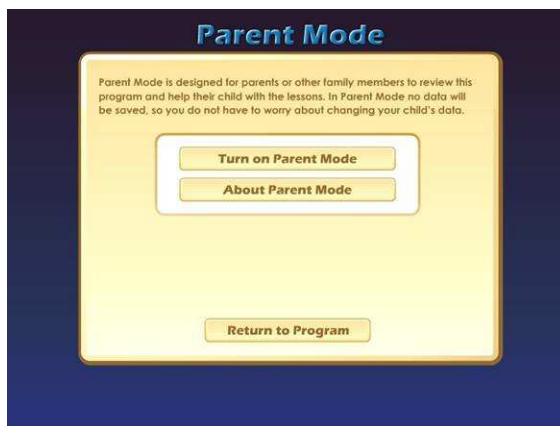 Parent Mode
Parent Mode is designed for parents or other family members to review this
program and help their child with the lessons. In Parent Mode no data will
be saved, so you do not have to worry about changing your child's data.
Turn on Parent Mode
About Parent Mode
Return to Program